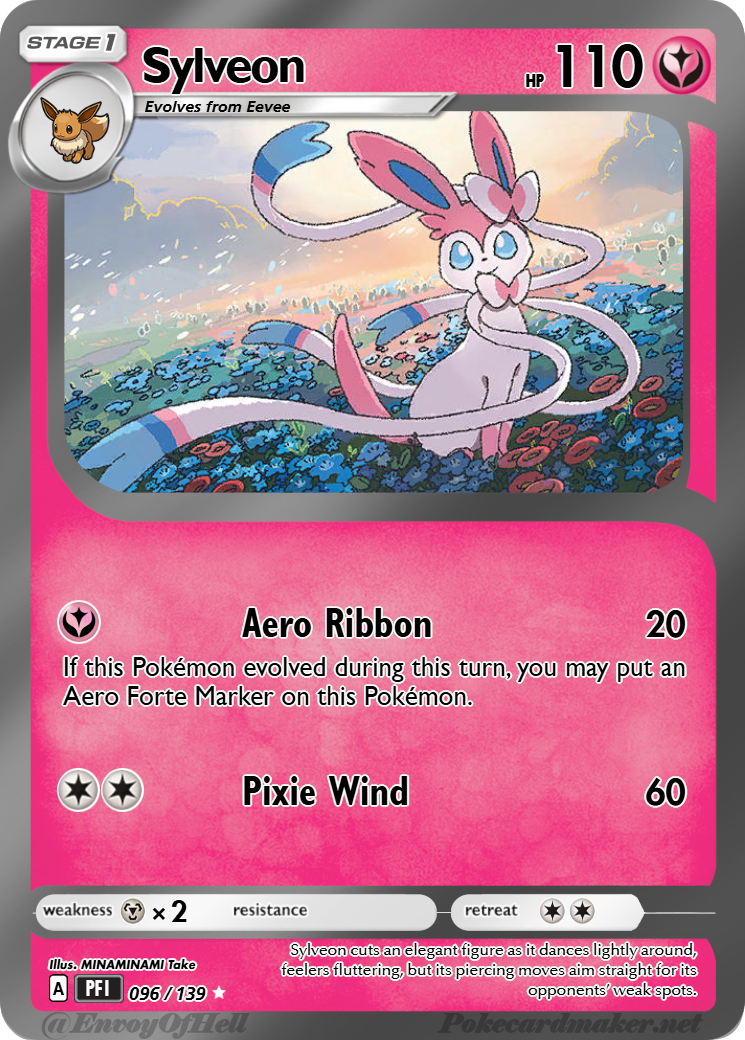 STAGE 1
Sylveon
HP 110
Evolves from Eevee
Aero Ribbon 20
If this Pokémon evolved during this turn, you may put an
Aero Forte Marker on this Pokémon.
Pixie Wind 60
weakness × 2 resistance retreat
Illus. MINAMINAMI Take
A PFI 096 / 139
Sylveon cuts an elegant figure as it dances lightly around,
feelers fluttering, but its piercing moves aim straight for its
opponents' weak spots.
@EnvoyOfHell Pokecardmaker.net